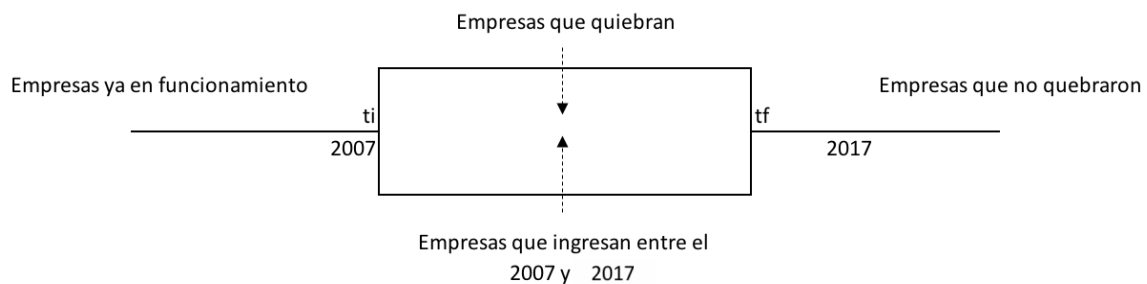 Empresas que quiebran
Empresas ya en funcionamiento
Empresas que no quebraron
ti
tf
2007
2017
Empresas que ingresan entre el
2007 y 2017